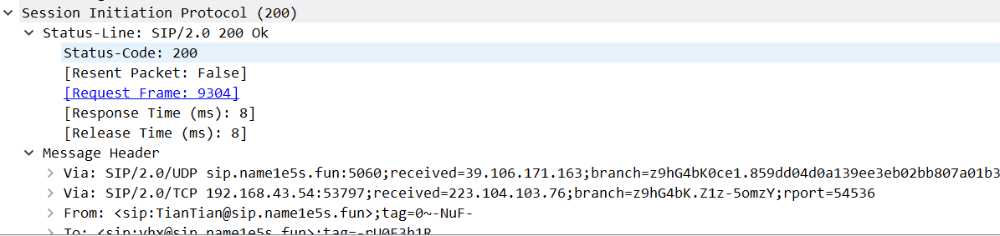 Session Initiation Protocol (200)
Status-Line: SIP/2.0 200 Ok
Status-Code: 200
[Resent Packet: False]
[Request Frame: 9304]
[Response Time (ms): 8]
[Release Time (ms): 8]
Message Header
Via: SIP/2.0/UDP sip.name1e5s.fun:5060;received=39.106.171.163;branch=z9hG4bK0ce1.859dd04d0a139ee3eb02bb807a01b3
Via: SIP/2.0/TCP 192.168.43.54:53797;received=223.104.103.76;branch=z9hG4bK.Z1z-5omzY;rport=54536
From: <sip:TianTian@sip.name1e5s.fun>;tag=0~-NuF-
To: <sip:yhx@sip.name1e5s.fun>;tag=-rU0F3h1R